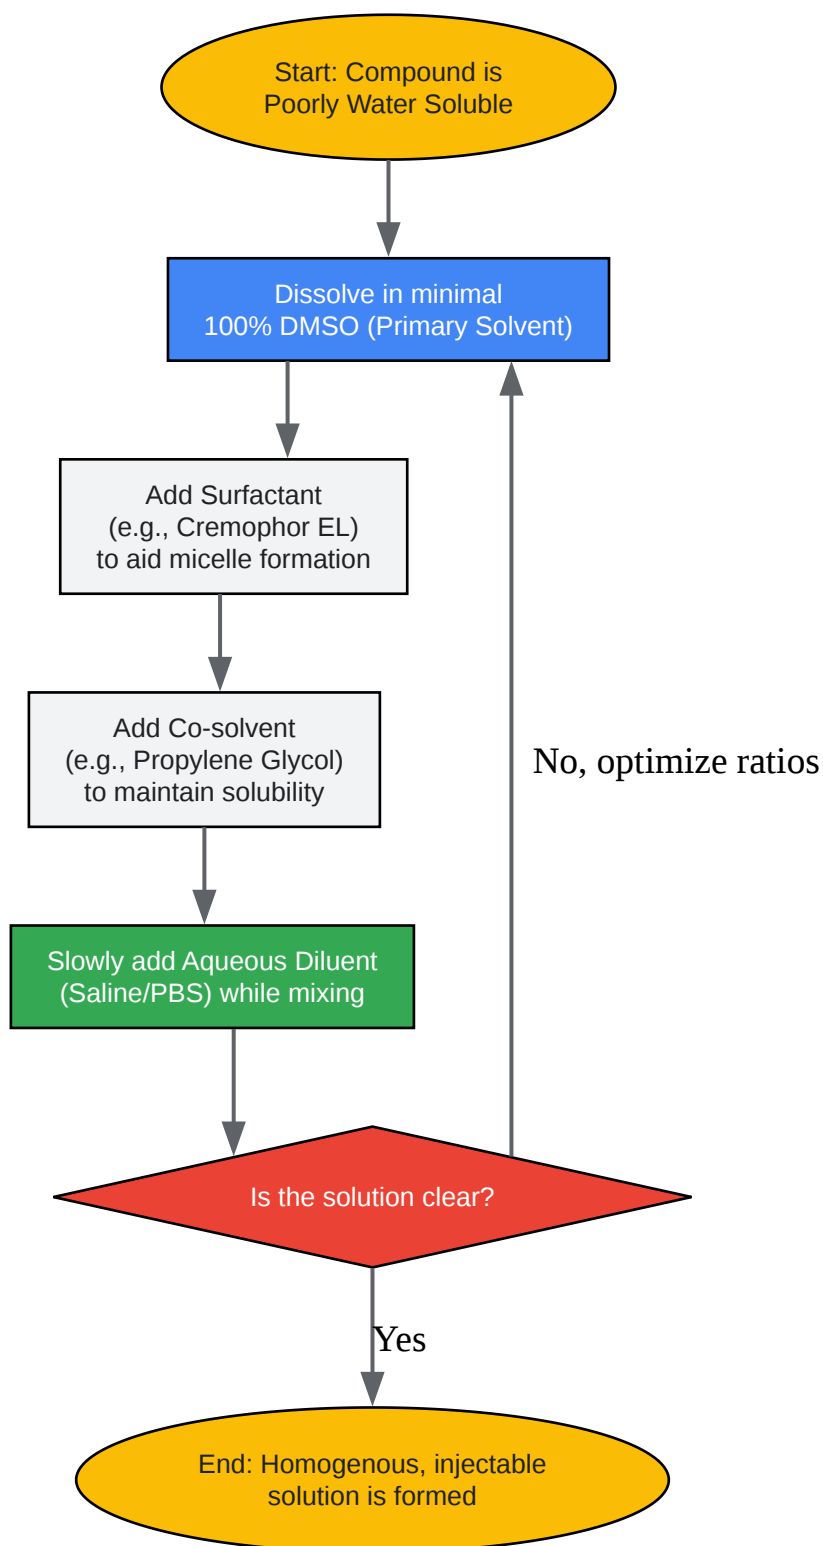 Start: Compound is
Poorly Water Soluble
Dissolve in minimal
100% DMSO (Primary Solvent)
Add Surfactant
(e.g., Cremophor EL)
to aid micelle formation
Add Co-solvent
(e.g., Propylene Glycol)
to maintain solubility
No, optimize ratios
Slowly add Aqueous Diluent
(Saline/PBS) while mixing
Is the solution clear?
Yes
End: Homogenous, injectable
solution is formed